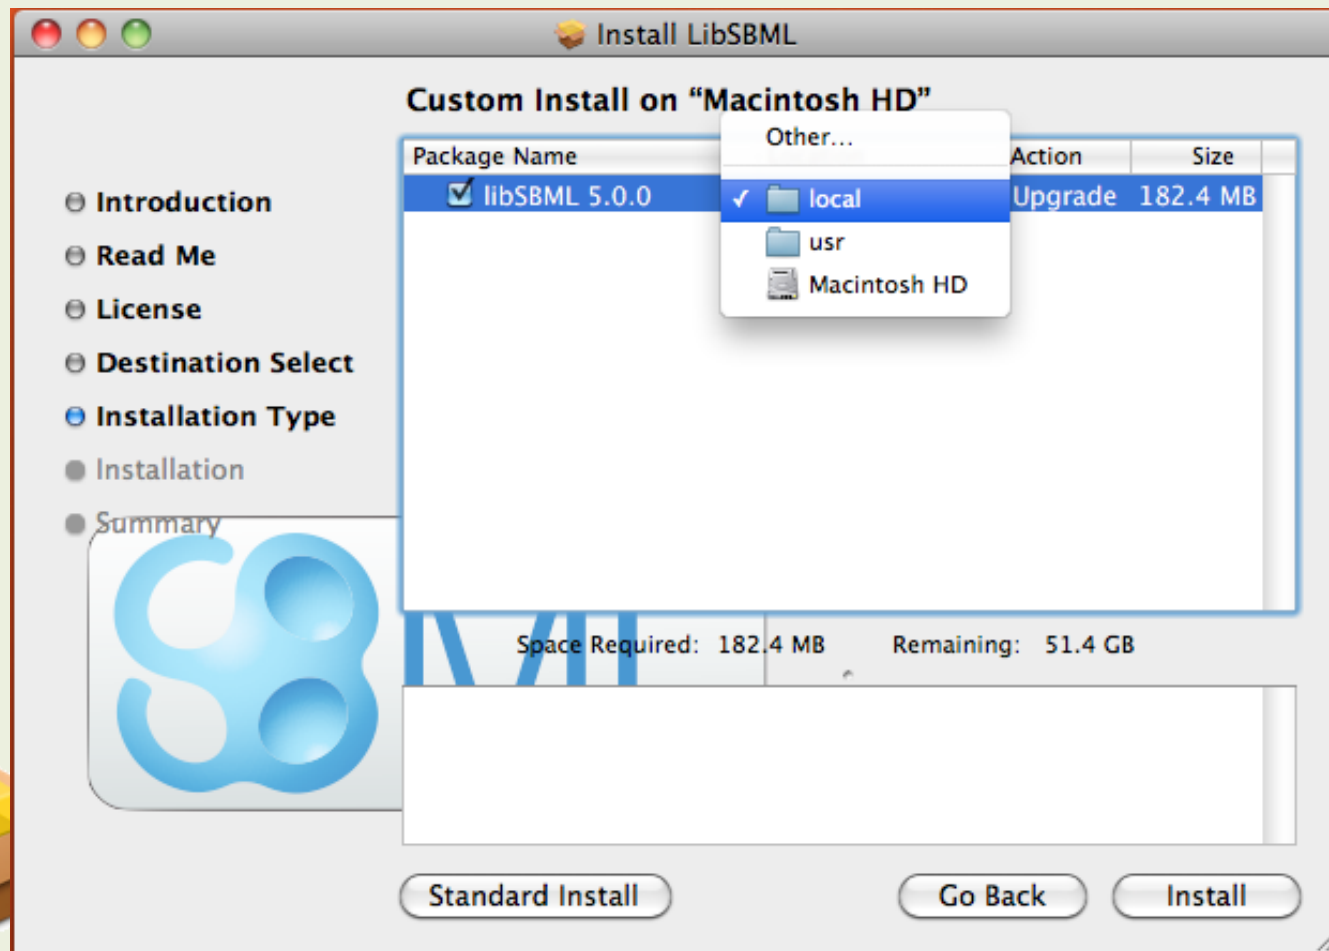 Install LibSBML
Custom Install on “Macintosh HD”
Package Name Action Size
libSBML 5.0.0 Upgrade 182.4 MB
Other...
✓ local
usr
Macintosh HD
Introduction
Read Me
License
Destination Select
Installation Type
Installation
Summary
Space Required: 182.4 MB Remaining: 51.4 GB
Standard Install Go Back Install